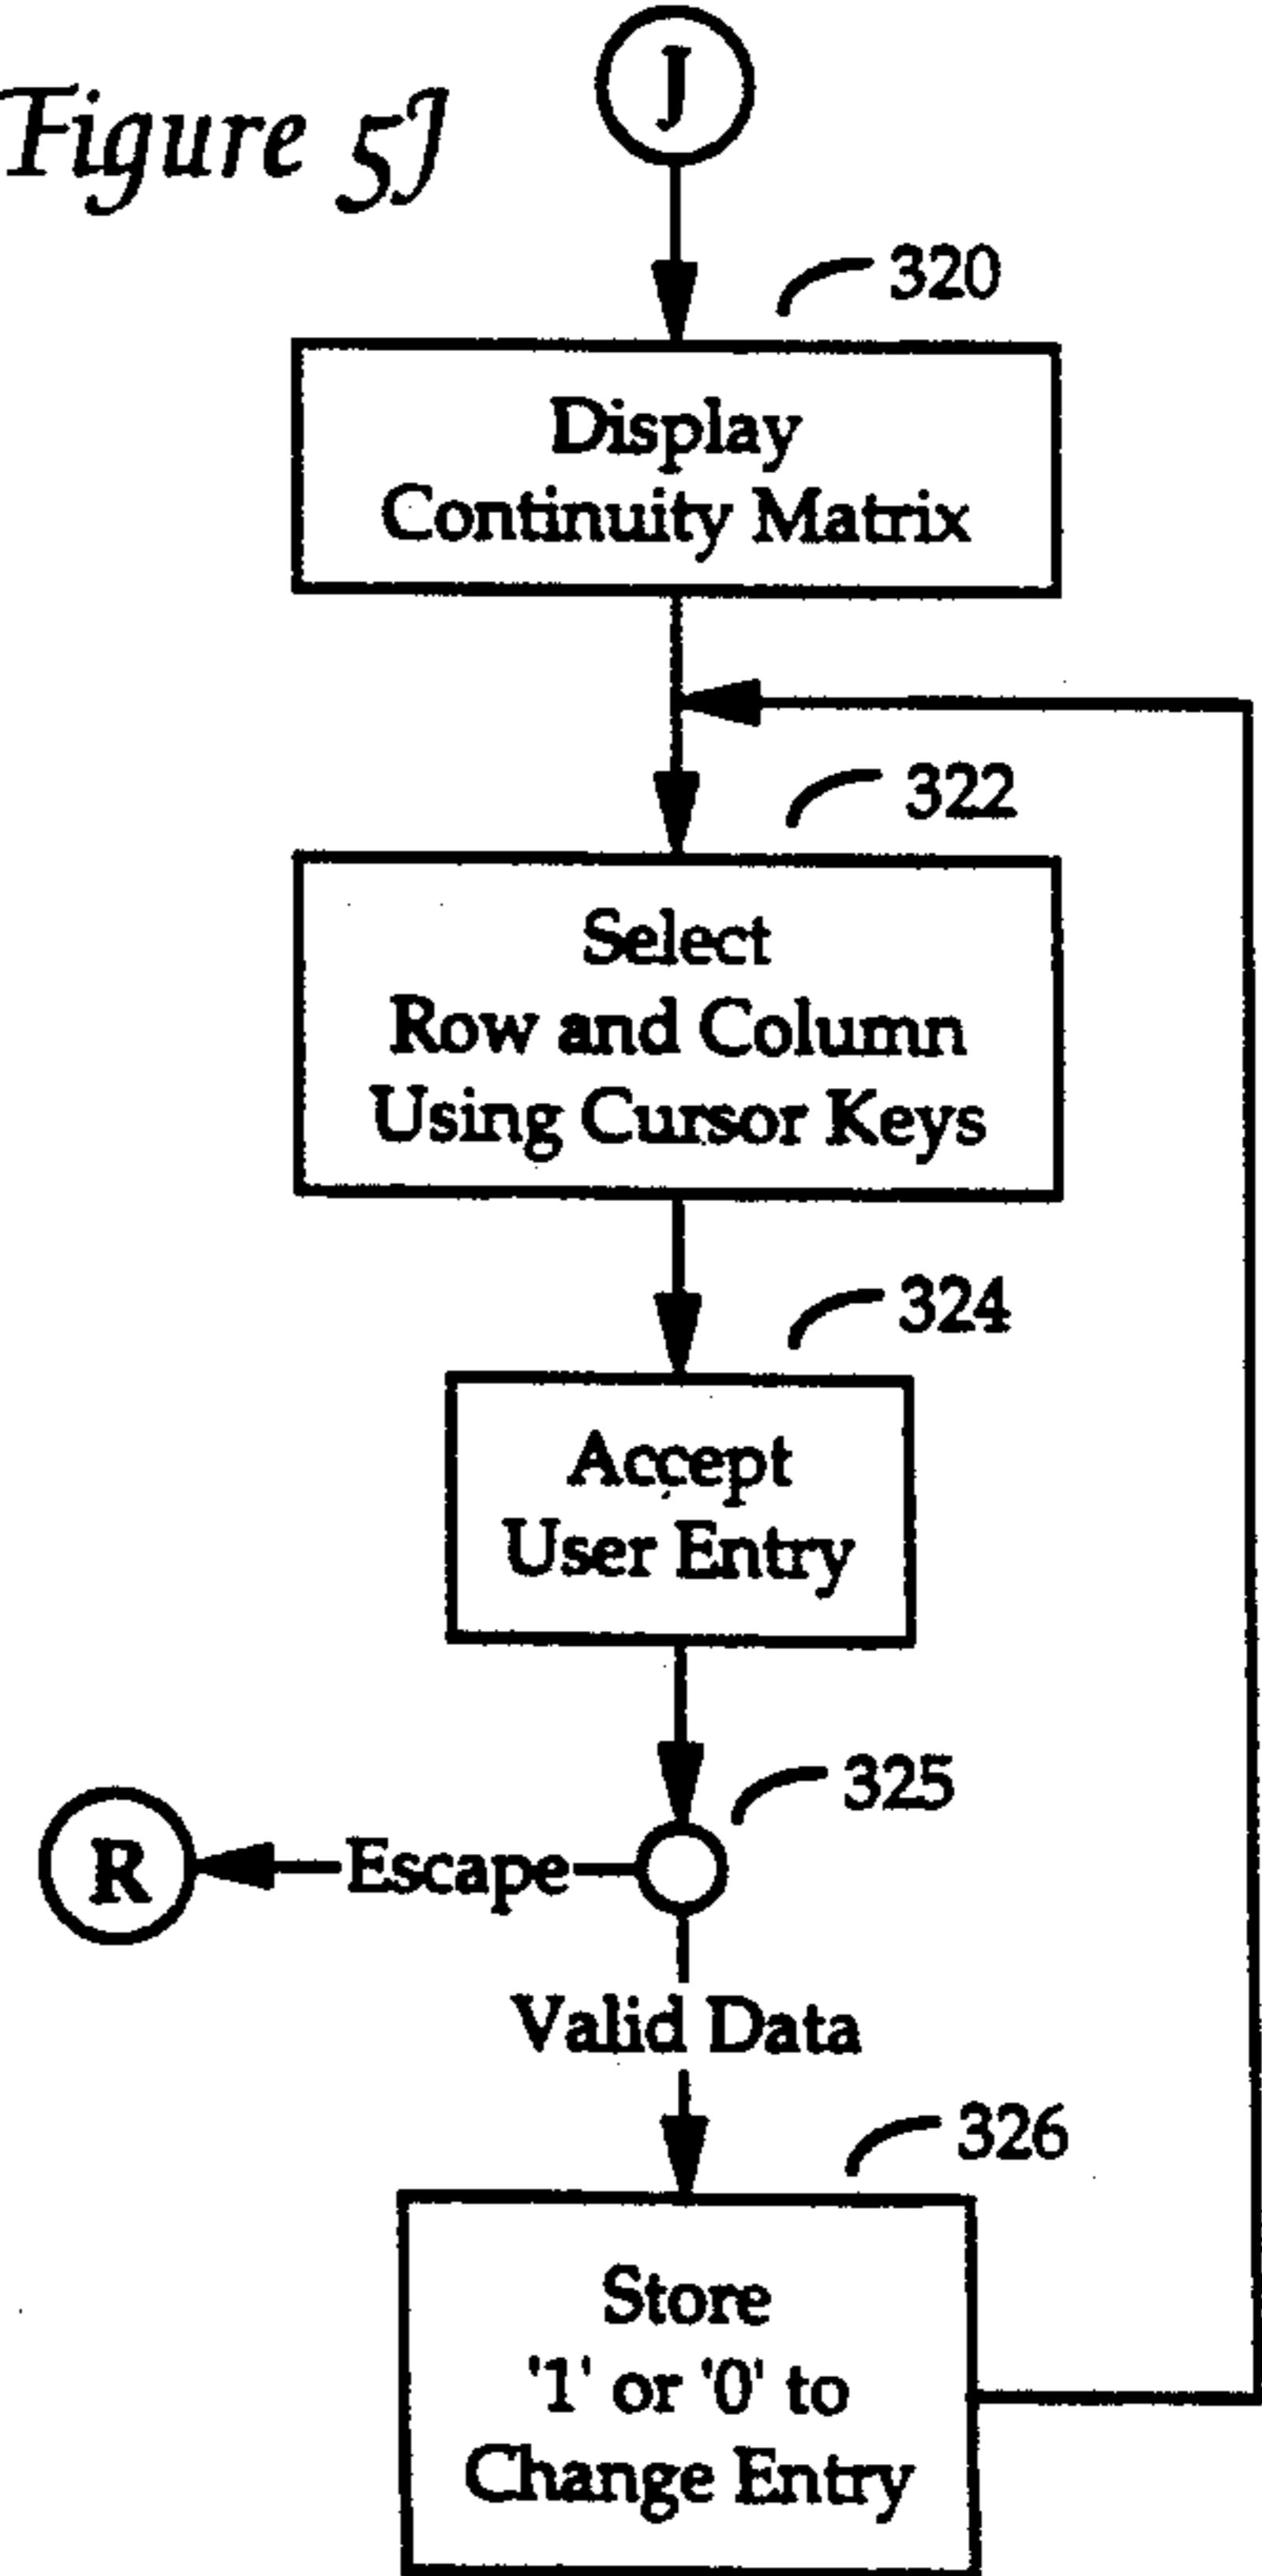 Figure 5J
J
320
Display
Continuity Matrix
322
Select
Row and Column
Using Cursor Keys
324
Accept
User Entry
325
R
Escape
Valid Data
326
Store
'1' or '0' to
Change Entry